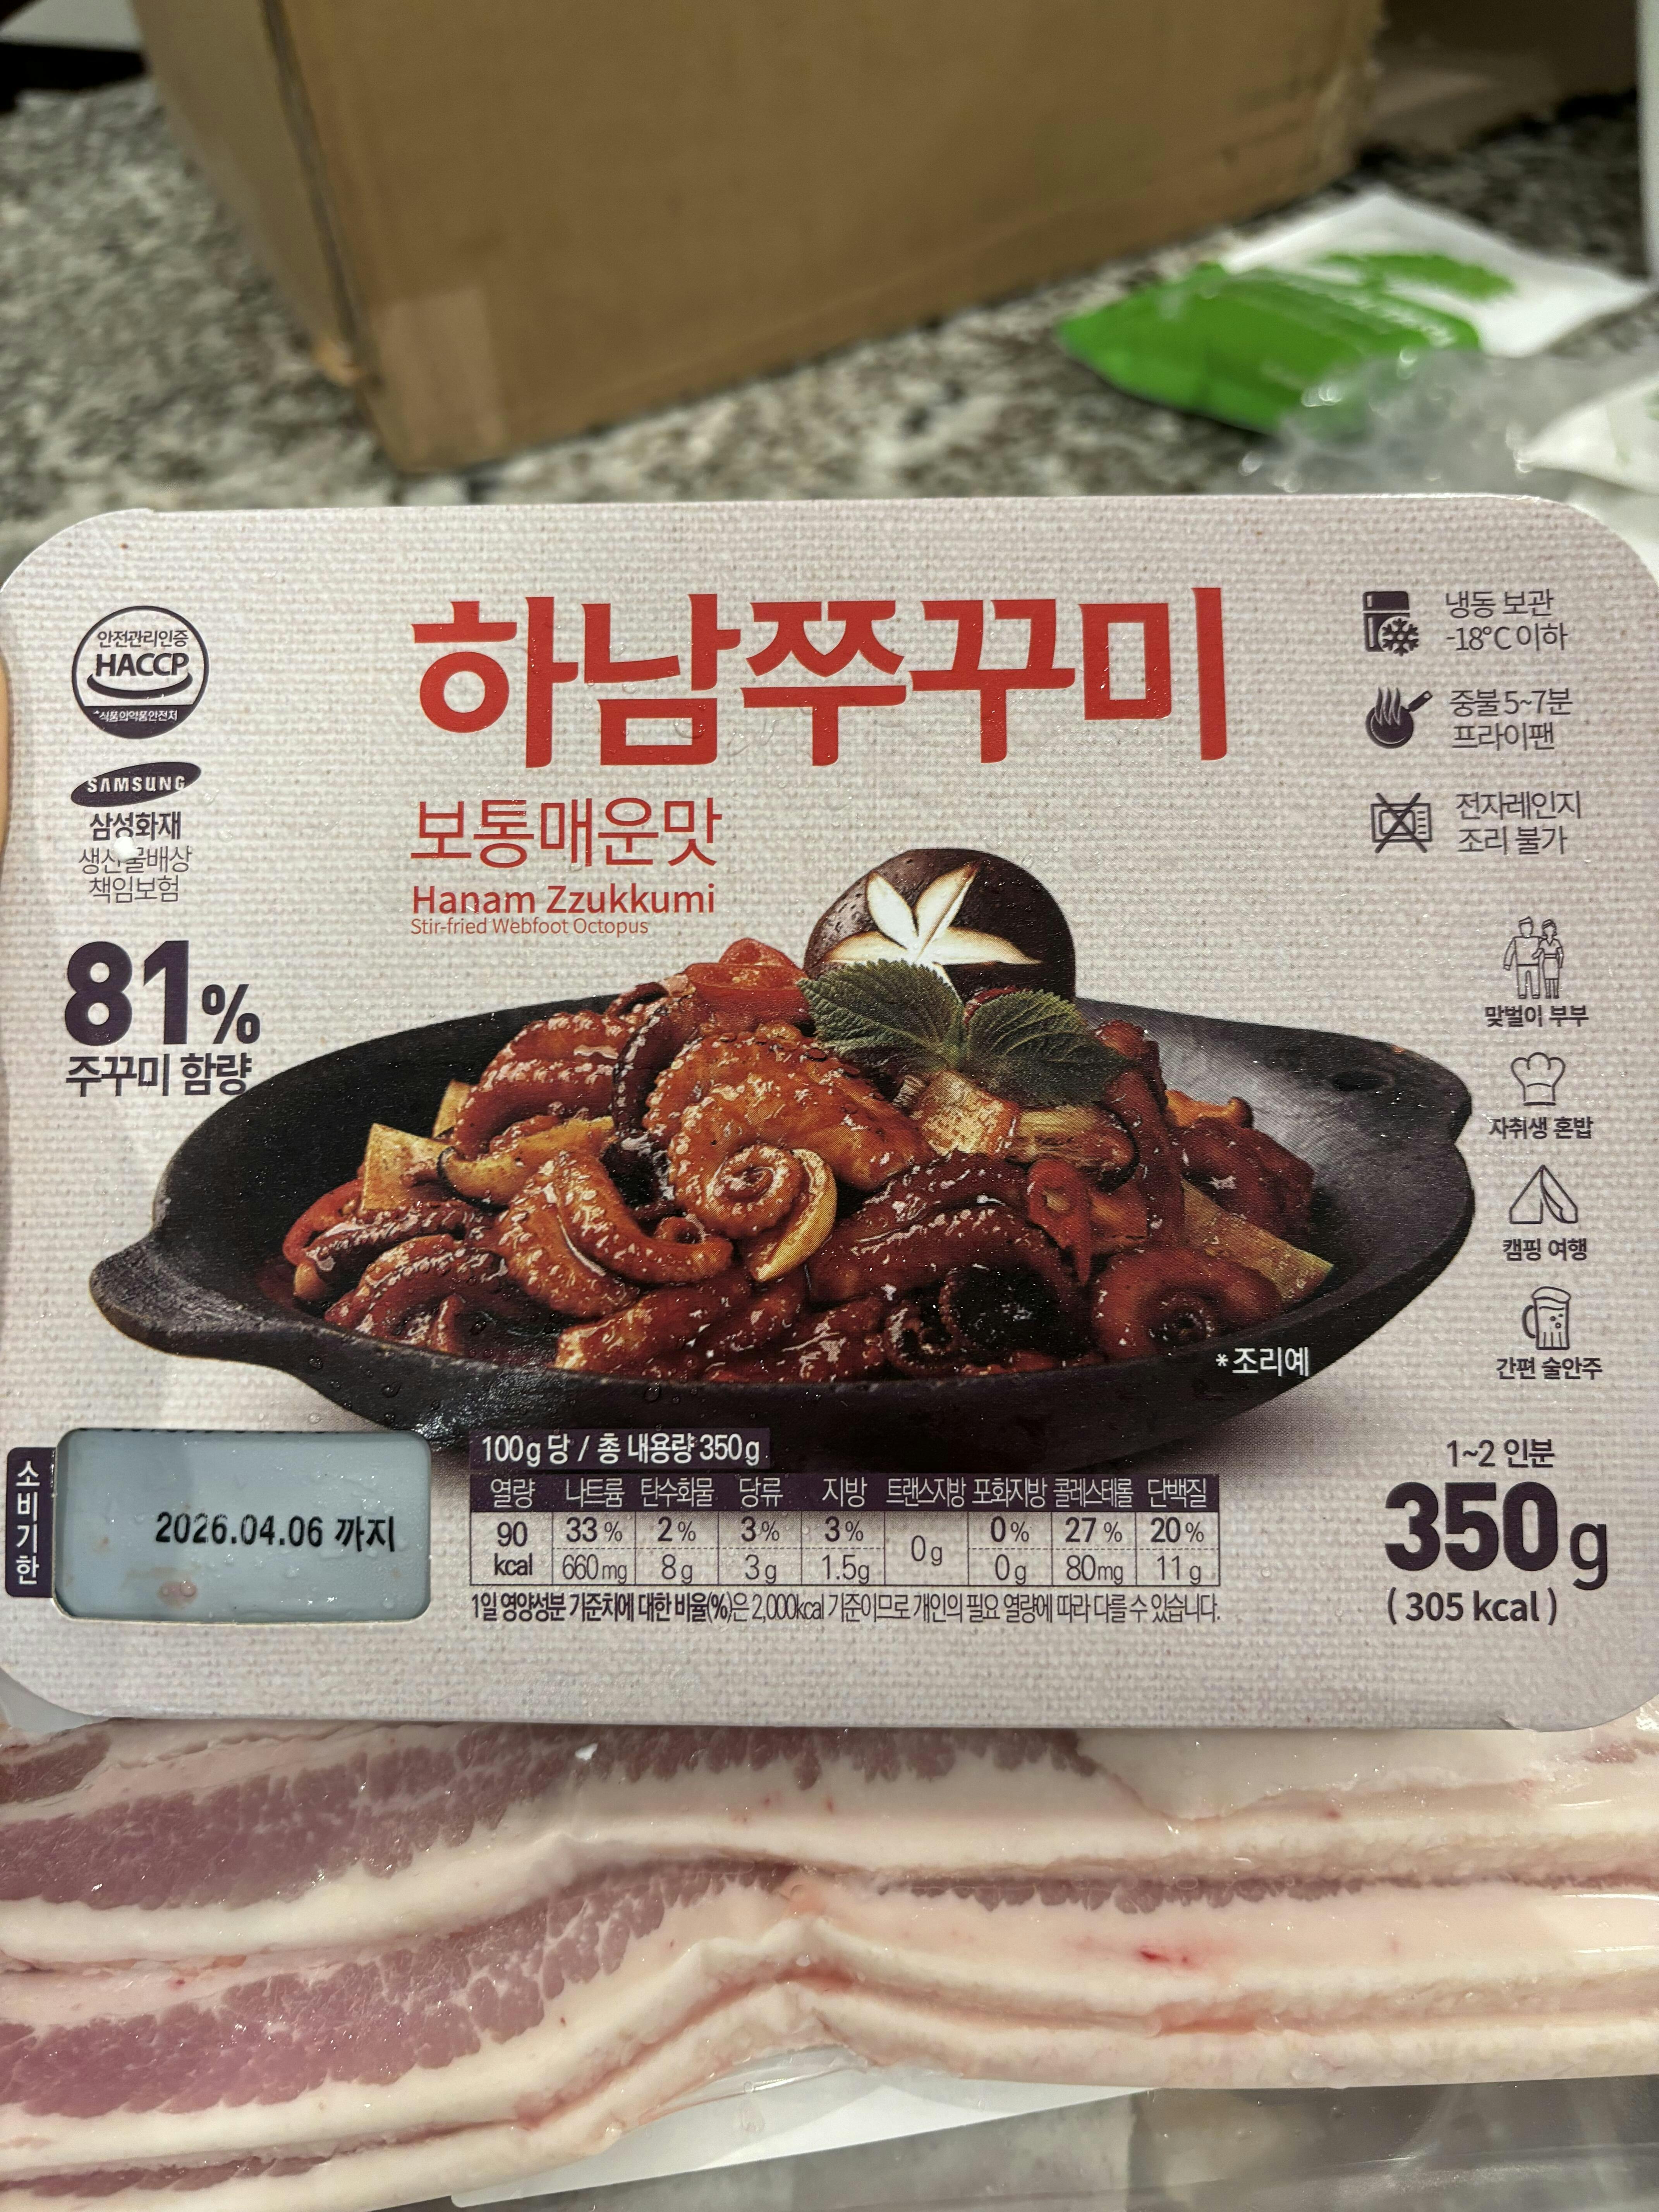 안전관리인증
HACCP
식품의약품안전처
SAMSUNG
삼성화재
생산물배상
책임보험
81%
주꾸미 함량
하남쭈꾸미
보통매운맛
Hanam Zzukkumi
Stir-fried Webfoot Octopus
냉동 보관
-18°C 이하
중불 5~7분
프라이팬
전자레인지
조리 불가
맞벌이 부부
자취생 혼밥
캠핑 여행
간편 술안주
*조리예
소비기한
2026.04.06 까지
100g 당 / 총 내용량 350g
열량 나트륨 탄수화물 당류 지방 트랜스지방 포화지방 콜레스테롤 단백질
90 33% 2% 3% 3% 0g 0% 27% 20%
kcal 660mg 8g 3g 1.5g 0g 80mg 11g
1일 영양성분 기준치에 대한 비율(%)은 2,000kcal 기준이므로 개인의 필요 열량에 따라 다를 수 있습니다.
1~2 인분
350g
(305 kcal)